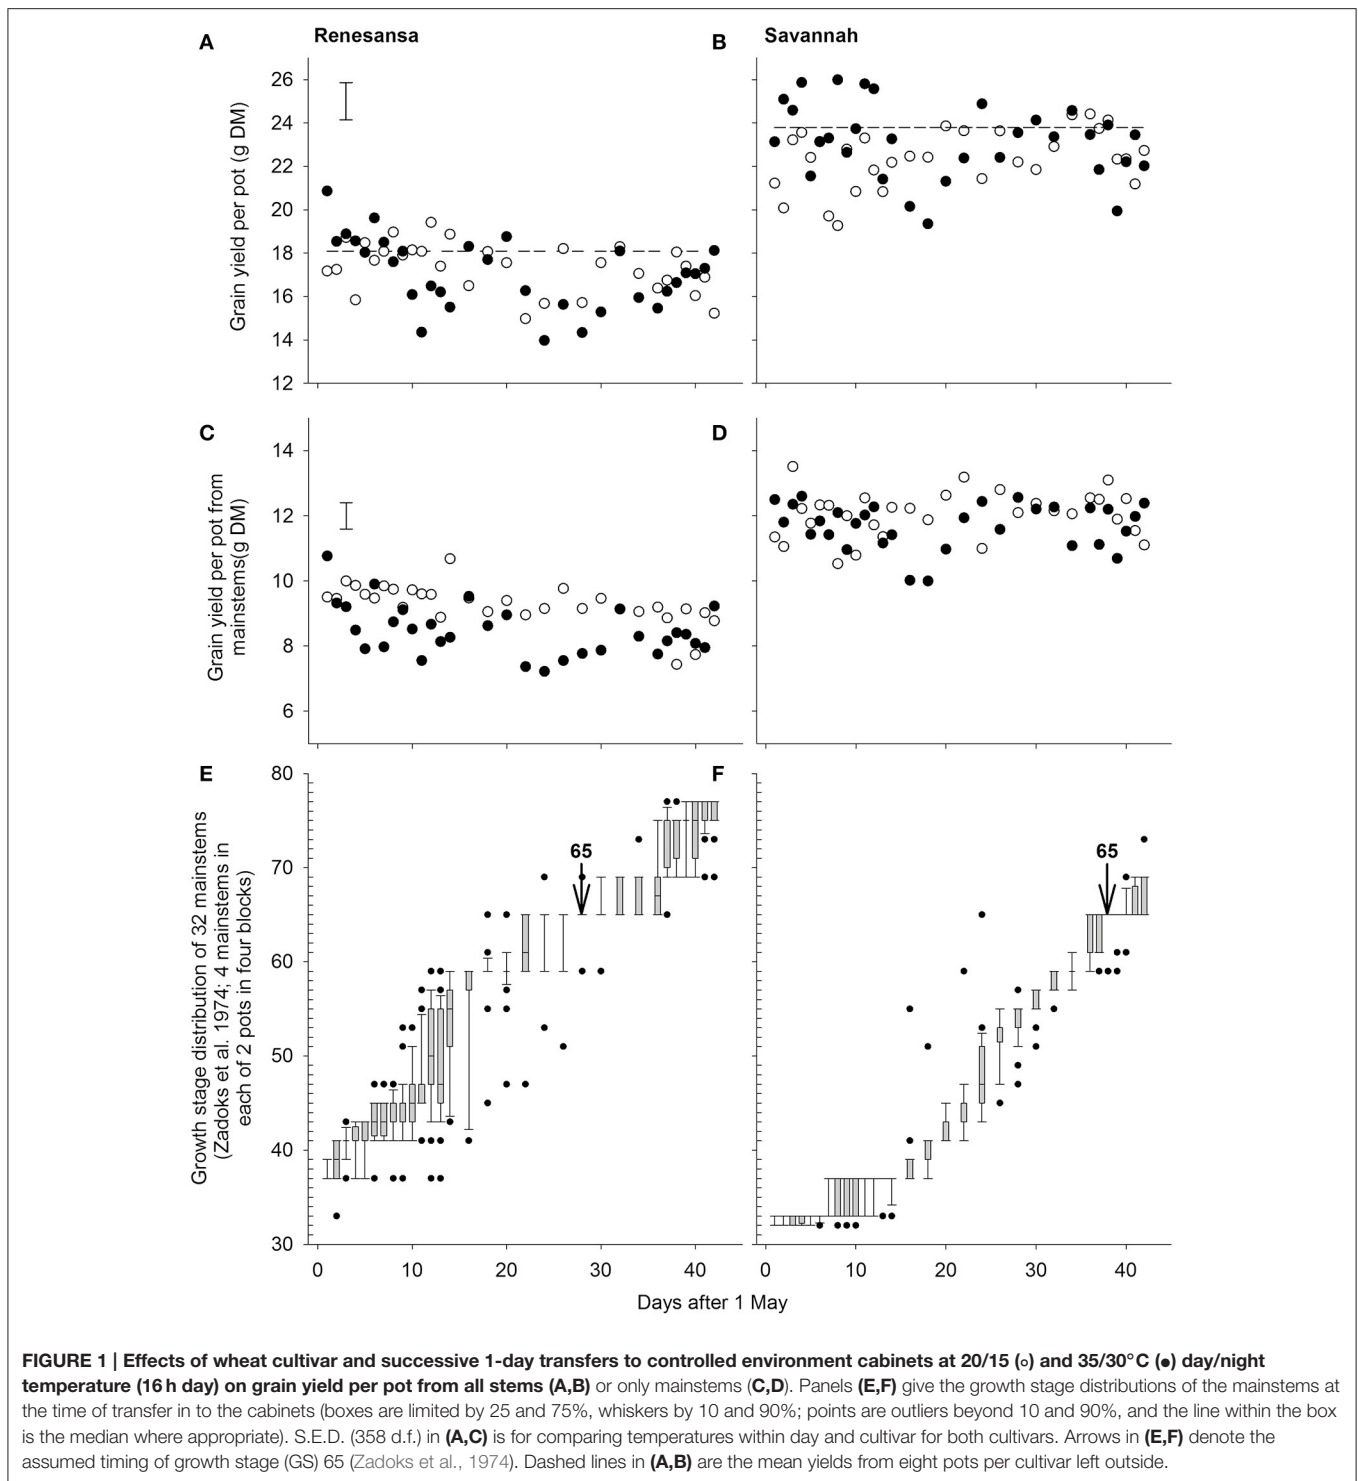 A Renesansa B Savannah
26
24
22
20
18
16
14
12
Grain yield per pot (g DM)
C D
14
12
10
8
6
Grain yield per pot from
mainstems(g DM)
E F
80
70
60
50
40
30
65 65
Growth stage distribution of 32 mainstems
(Zadoks et al. 1974; 4 mainstems in
each of 2 pots in four blocks)
0 10 20 30 40 0 10 20 30 40
Days after 1 May
FIGURE 1 | Effects of wheat cultivar and successive 1-day transfers to controlled environment cabinets at 20/15 (○) and 35/30°C (●) day/night
temperature (16 h day) on grain yield per pot from all stems (A,B) or only mainstems (C,D). Panels (E,F) give the growth stage distributions of the mainstems at
the time of transfer in to the cabinets (boxes are limited by 25 and 75%, whiskers by 10 and 90%; points are outliers beyond 10 and 90%, and the line within the box
is the median where appropriate). S.E.D. (358 d.f.) in (A,C) is for comparing temperatures within day and cultivar for both cultivars. Arrows in (E,F) denote the
assumed timing of growth stage (GS) 65 (Zadoks et al., 1974). Dashed lines in (A,B) are the mean yields from eight pots per cultivar left outside.